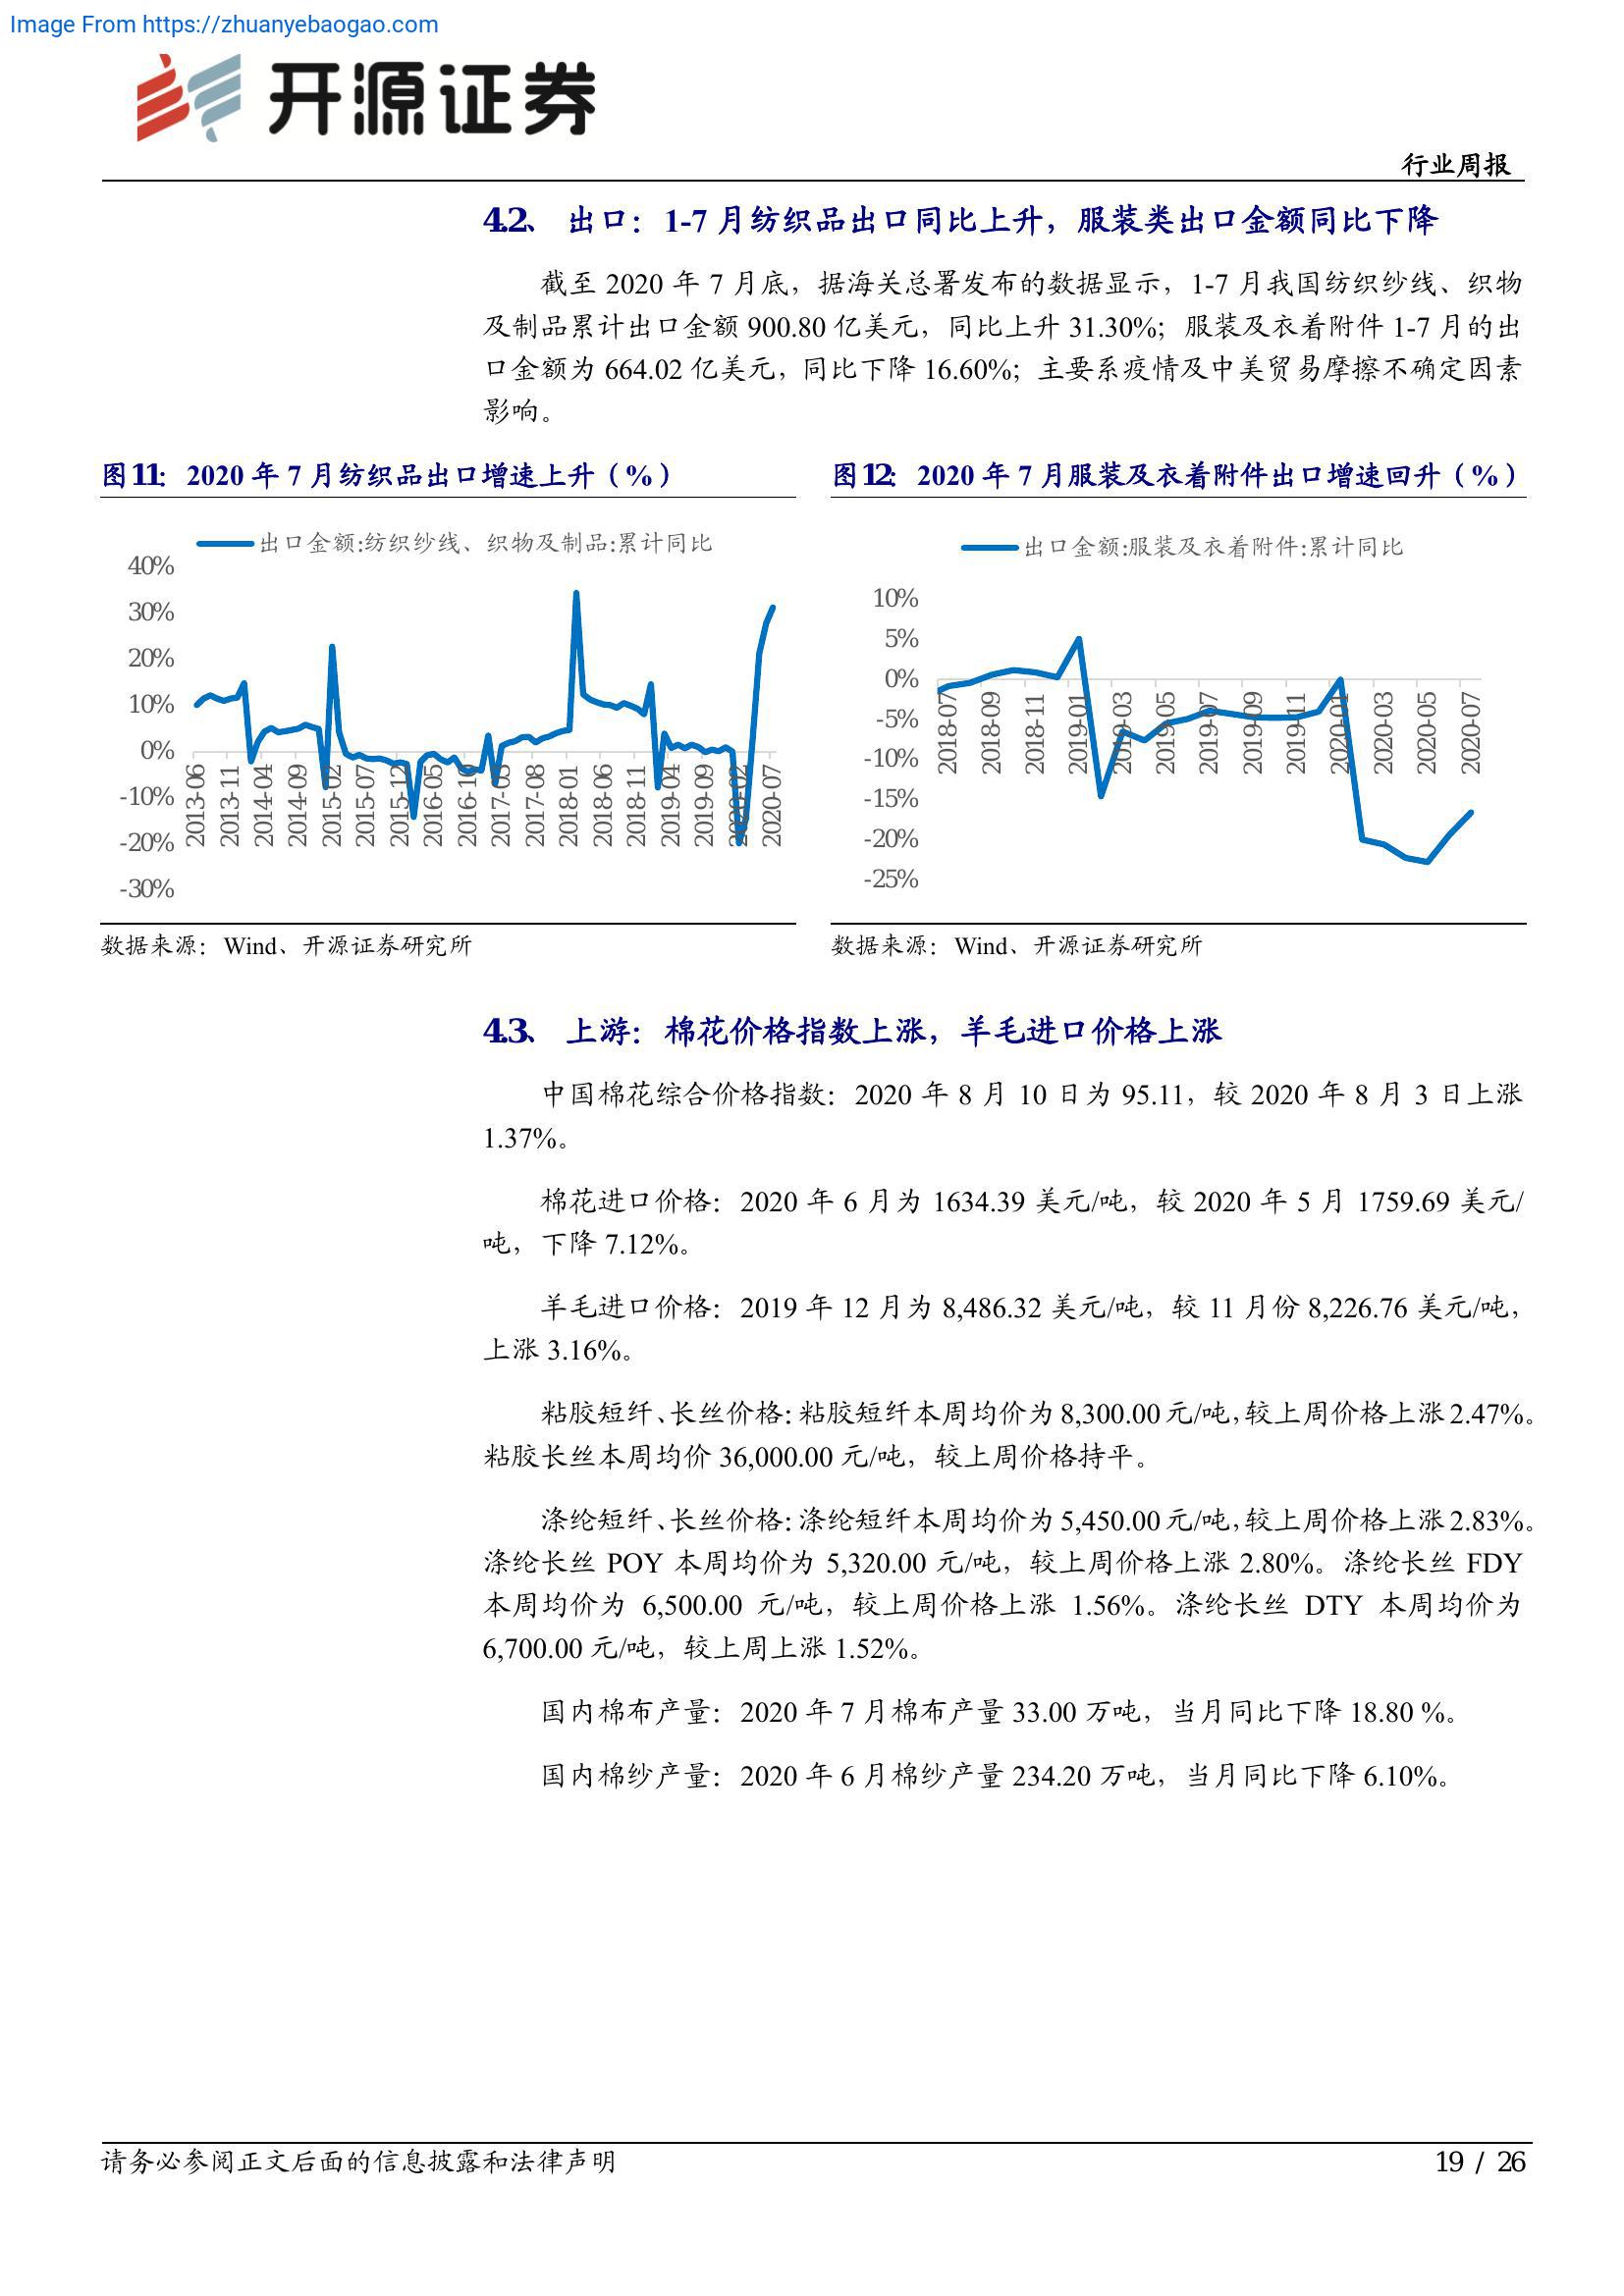 Image From https://zhuanyebaogao.com
开源证券
行业周报
4.2、 出口：1-7 月纺织品出口同比上升，服装类出口金额同比下降
截至 2020 年 7 月底，据海关总署发布的数据显示，1-7 月我国纺织纱线、织物
及制品累计出口金额 900.80 亿美元，同比上升 31.30%；服装及衣着附件 1-7 月的出
口金额为 664.02 亿美元，同比下降 16.60%；主要系疫情及中美贸易摩擦不确定因素
影响。
图11： 2020 年 7 月纺织品出口增速上升（%）
出口金额:纺织纱线、织物及制品:累计同比
40%
30%
20%
10%
0%
-10%
-20%
-30%
2013-06
2013-11
2014-04
2014-09
2015-02
2015-07
2015-12
2016-05
2016-10
2017-03
2017-08
2018-01
2018-06
2018-11
2019-04
2019-09
2020-02
2020-07
数据来源：Wind、开源证券研究所
图12： 2020 年 7 月服装及衣着附件出口增速回升（%）
出口金额:服装及衣着附件:累计同比
10%
5%
0%
-5%
-10%
-15%
-20%
-25%
2018-07
2018-09
2018-11
2019-01
2019-03
2019-05
2019-07
2019-09
2019-11
2020-01
2020-03
2020-05
2020-07
数据来源：Wind、开源证券研究所
4.3、 上游：棉花价格指数上涨，羊毛进口价格上涨
中国棉花综合价格指数：2020 年 8 月 10 日为 95.11，较 2020 年 8 月 3 日上涨
1.37%。
棉花进口价格：2020 年 6 月为 1634.39 美元/吨，较 2020 年 5 月 1759.69 美元/
吨，下降 7.12%。
羊毛进口价格：2019 年 12 月为 8,486.32 美元/吨，较 11 月份 8,226.76 美元/吨，
上涨 3.16%。
粘胶短纤、长丝价格：粘胶短纤本周均价为 8,300.00 元/吨，较上周价格上涨 2.47%。
粘胶长丝本周均价 36,000.00 元/吨，较上周价格持平。
涤纶短纤、长丝价格：涤纶短纤本周均价为 5,450.00 元/吨，较上周价格上涨 2.83%。
涤纶长丝 POY 本周均价为 5,320.00 元/吨，较上周价格上涨 2.80%。涤纶长丝 FDY
本周均价为 6,500.00 元/吨，较上周价格上涨 1.56%。涤纶长丝 DTY 本周均价为
6,700.00 元/吨，较上周上涨 1.52%。
国内棉布产量：2020 年 7 月棉布产量 33.00 万吨，当月同比下降 18.80 %。
国内棉纱产量：2020 年 6 月棉纱产量 234.20 万吨，当月同比下降 6.10%。
请务必参阅正文后面的信息披露和法律声明
19 / 26